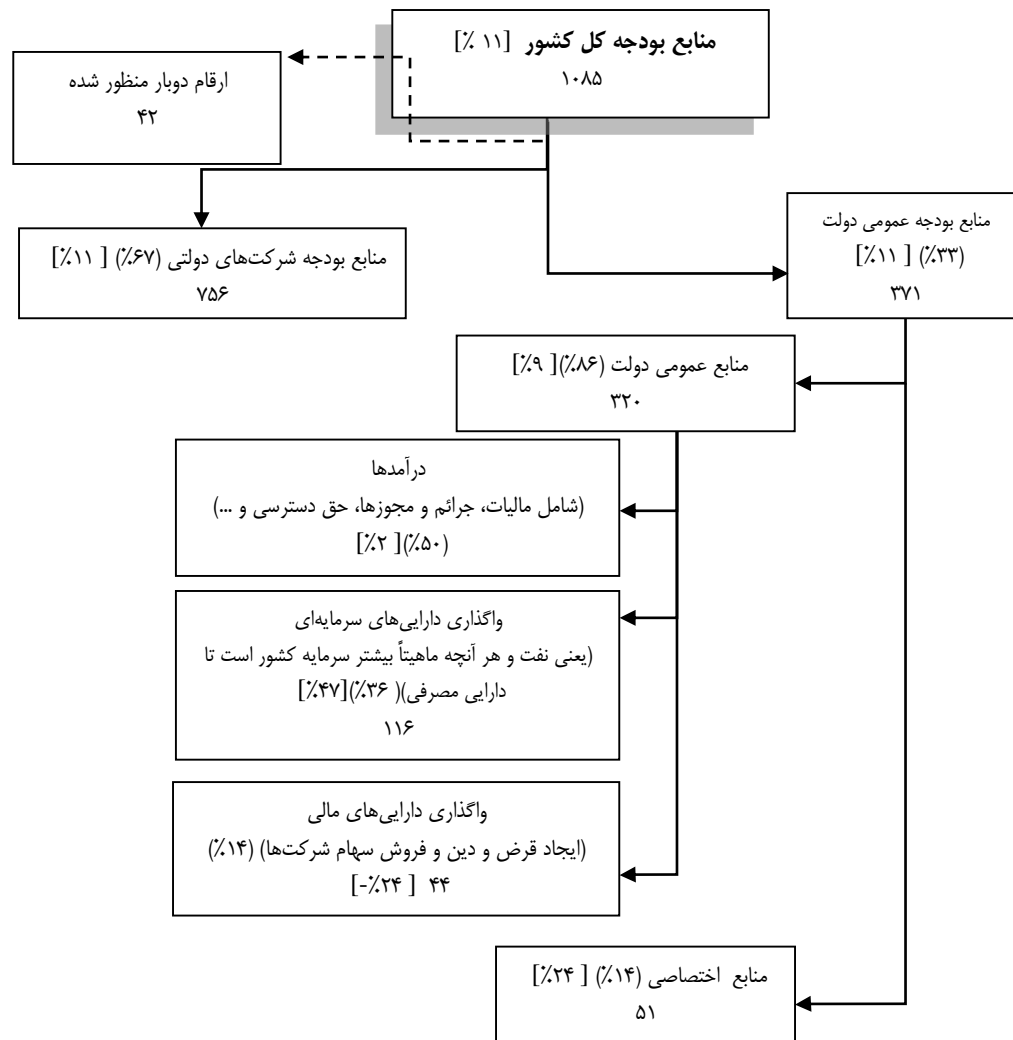 منابع بودجه کل کشور [۱۱ ٪]
۱۰۸۵
ارقام دوبار منظور شده
۴۲
منابع بودجه عمومی دولت
(۳۳٪) [۱۱٪]
۳۷۱
منابع بودجه شرکت‌های دولتی (۶۷٪) [۱۱٪]
۷۵۶
منابع عمومی دولت (۸۶٪)[۹٪]
۳۲۰
درآمدها
(شامل مالیات، جرائم و مجوزها، حق دسترسی و ...)
(۵۰٪)[۲٪]
واگذاری دارایی‌های سرمایه‌ای
(یعنی نفت و هر آنچه ماهیتاً بیشتر سرمایه کشور است تا
دارایی مصرفی)(۳۶٪)[۴۷٪]
۱۱۶
واگذاری دارایی‌های مالی
(ایجاد قرض و دین و فروش سهام شرکت‌ها) (۱۴٪)
۴۴ [۲۴٪-]
منابع اختصاصی (۱۴٪) [۲۴٪]
۵۱